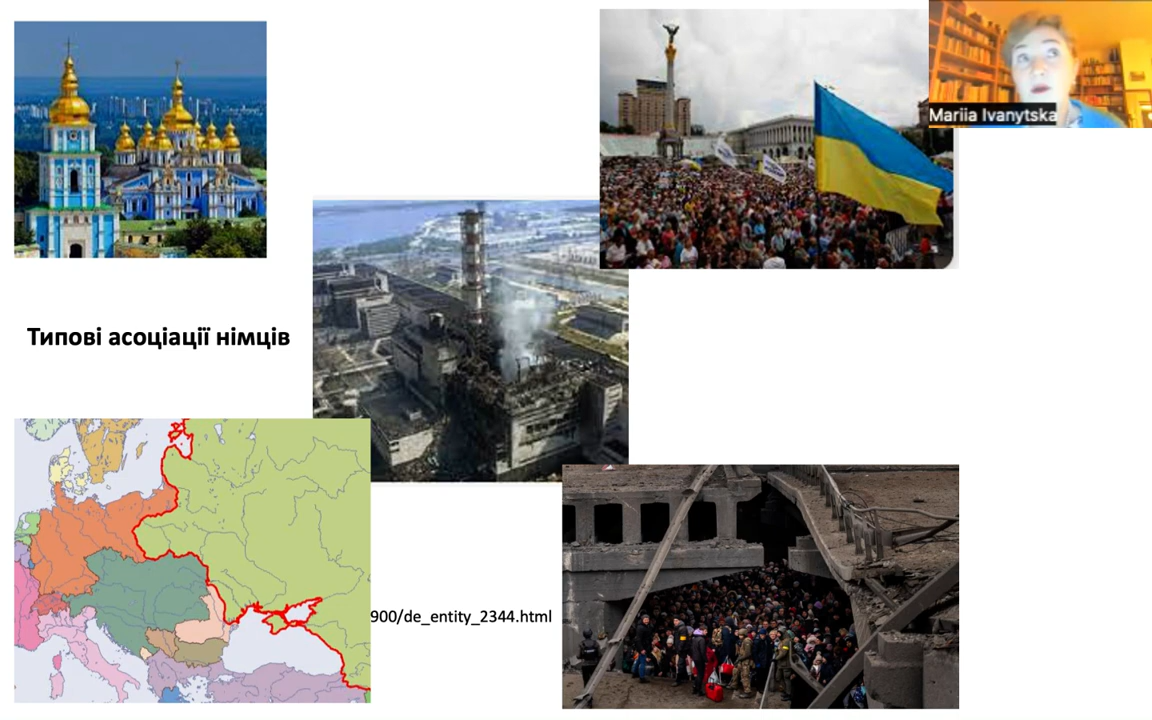 Mariia Ivanytska
Типові асоціації німців
900/de_entity_2344.html